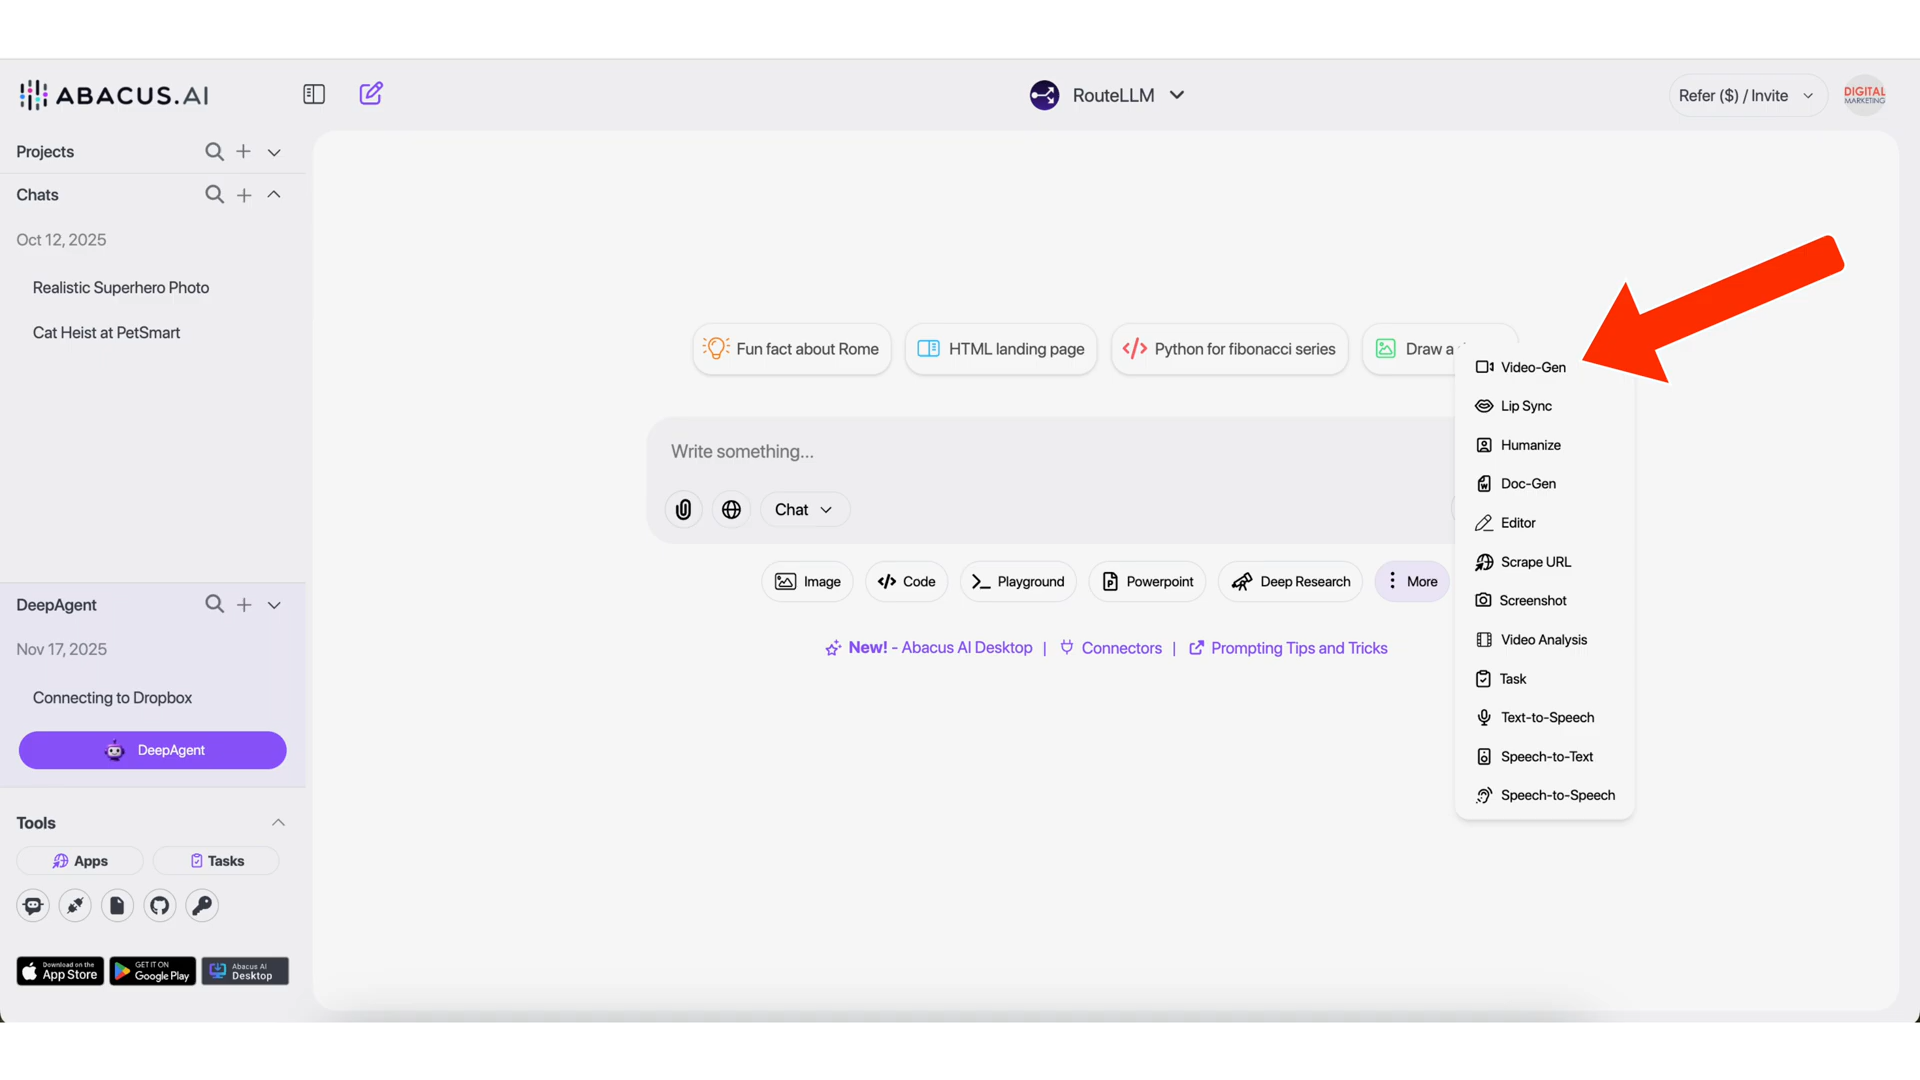 ABACUS.AI
RouteLLM
Refer ($) / Invite
DIGITAL
MARKETING
Projects
Chats
Oct 12, 2025
Realistic Superhero Photo
Cat Heist at PetSmart
DeepAgent
Nov 17, 2025
Connecting to Dropbox
DeepAgent
Tools
Apps
Tasks
Download on the
App Store
GET IT ON
Google Play
Abacus AI
Desktop
Fun fact about Rome
HTML landing page
Python for fibonacci series
Draw a
Write something...
Chat
Image
Code
Playground
Powerpoint
Deep Research
More
New! - Abacus AI Desktop | Connectors | Prompting Tips and Tricks
Video-Gen
Lip Sync
Humanize
Doc-Gen
Editor
Scrape URL
Screenshot
Video Analysis
Task
Text-to-Speech
Speech-to-Text
Speech-to-Speech